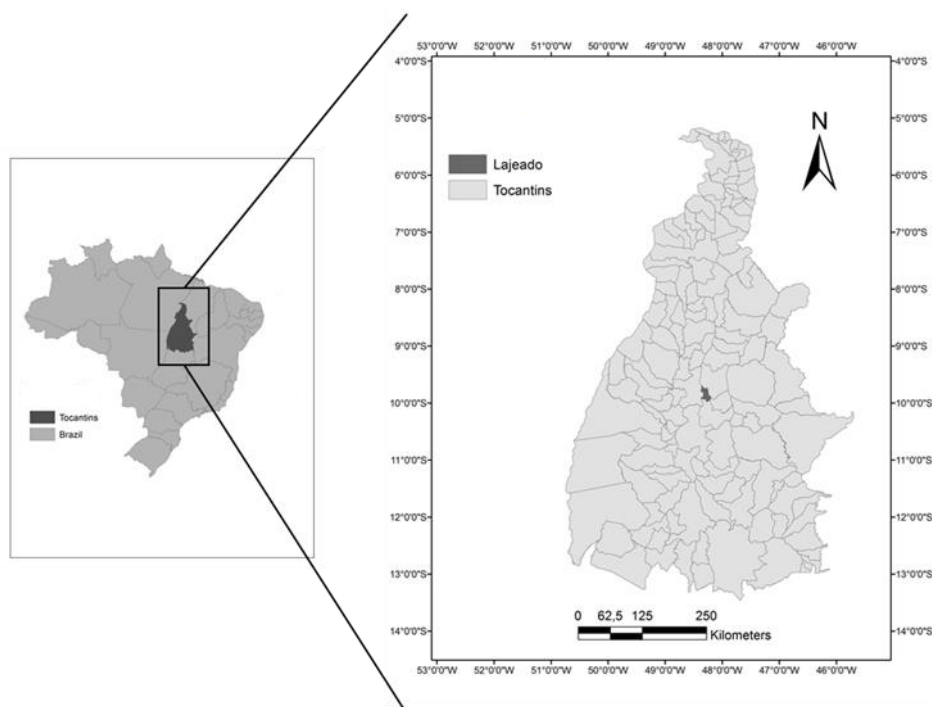 Tocantins
Brazil
53°0'0"W 52°0'0"W 51°0'0"W 50°0'0"W 49°0'0"W 48°0'0"W 47°0'0"W 46°0'0"W
4°0'0"S 4°0'0"S
5°0'0"S 5°0'0"S
N
Lajeado
Tocantins
6°0'0"S 6°0'0"S
7°0'0"S 7°0'0"S
8°0'0"S 8°0'0"S
9°0'0"S 9°0'0"S
10°0'0"S 10°0'0"S
11°0'0"S 11°0'0"S
12°0'0"S 12°0'0"S
13°0'0"S 13°0'0"S
0 62,5 125 250
Kilometers
14°0'0"S 14°0'0"S
53°0'0"W 52°0'0"W 51°0'0"W 50°0'0"W 49°0'0"W 48°0'0"W 47°0'0"W 46°0'0"W